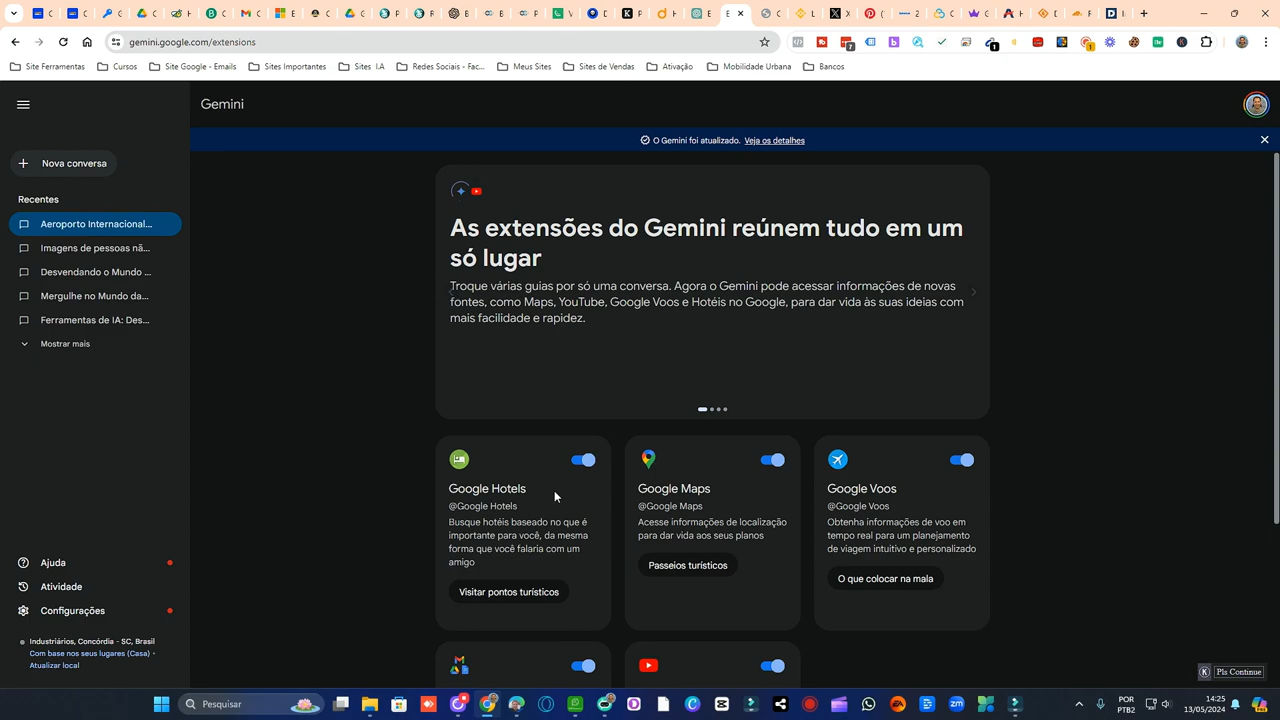 gemini.google.com/extensions
7
1
1
Site Ferramentas
Cursos
Site Google - Emails
Sites Importantes
Sites I.A
Redes Sociais - Fac...
Meus Sites
Sites de Vendas
Ativação
Mobilidade Urbana
Bancos
Gemini
O Gemini foi atualizado. Veja os detalhes
Nova conversa
Recentes
Aeroporto Internacional...
Imagens de pessoas nã...
Desvendando o Mundo ...
Mergulhe no Mundo da...
Ferramentas de IA: Des...
Mostrar mais
As extensões do Gemini reúnem tudo em um
só lugar
Troque várias guias por só uma conversa. Agora o Gemini pode acessar informações de novas
fontes, como Maps, YouTube, Google Voos e Hotéis no Google, para dar vida às suas ideias com
mais facilidade e rapidez.
Google Hotels
@Google Hotels
Busque hotéis baseado no que é
importante para você, da mesma
forma que você falaria com um
amigo
Visitar pontos turísticos
Google Maps
@Google Maps
Acesse informações de localização
para dar vida aos seus planos
Passeios turísticos
Google Voos
@Google Voos
Obtenha informações de voo em
tempo real para um planejamento
de viagem intuitivo e personalizado
O que colocar na mala
Ajuda
Atividade
Configurações
Industriários, Concórdia - SC, Brasil
Com base nos seus lugares (Casa) •
Atualizar local
K Pls Continue
Pesquisar
POR
PTB2
14:25
13/05/2024